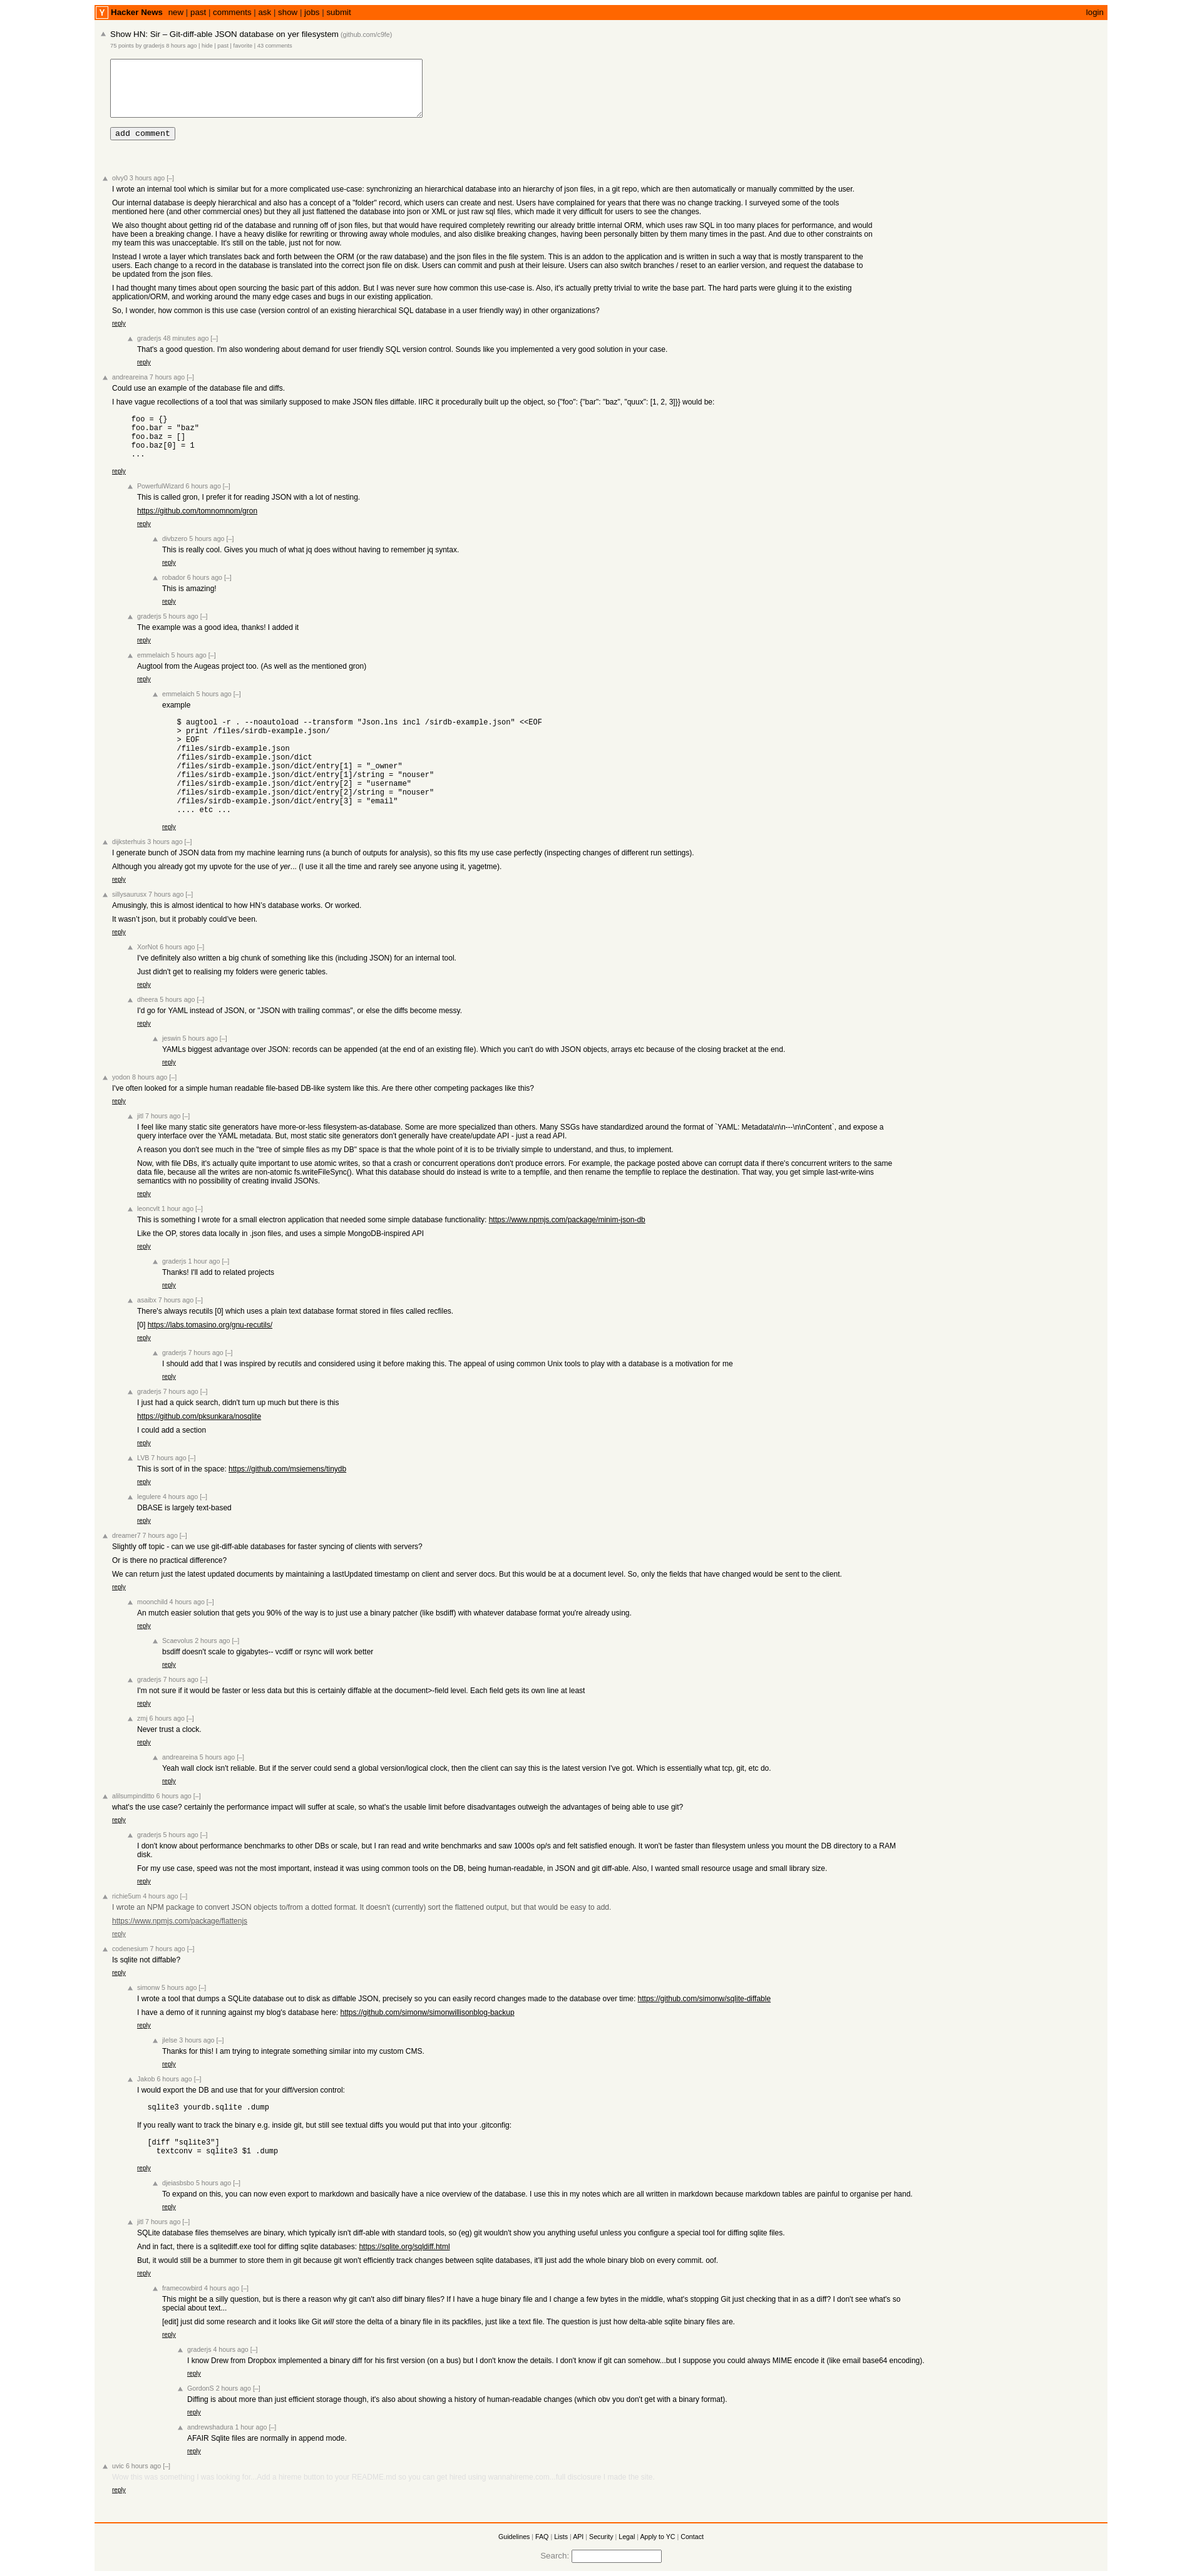 Y Hacker News new | past | comments | ask | show | jobs | submit login
Show HN: Sir – Git-diff-able JSON database on yer filesystem (github.com/c9fe)
75 points by graderjs 8 hours ago | hide | past | favorite | 43 comments
add comment
olvy0 3 hours ago [–]
I wrote an internal tool which is similar but for a more complicated use-case: synchronizing an hierarchical database into an hierarchy of json files, in a git repo, which are then automatically or manually committed by the user.
Our internal database is deeply hierarchical and also has a concept of a "folder" record, which users can create and nest. Users have complained for years that there was no change tracking. I surveyed some of the tools
mentioned here (and other commercial ones) but they all just flattened the database into json or XML or just raw sql files, which made it very difficult for users to see the changes.
We also thought about getting rid of the database and running off of json files, but that would have required completely rewriting our already brittle internal ORM, which uses raw SQL in too many places for performance, and would
have been a breaking change. I have a heavy dislike for rewriting or throwing away whole modules, and also dislike breaking changes, having been personally bitten by them many times in the past. And due to other constraints on
my team this was unacceptable. It's still on the table, just not for now.
Instead I wrote a layer which translates back and forth between the ORM (or the raw database) and the json files in the file system. This is an addon to the application and is written in such a way that is mostly transparent to the
users. Each change to a record in the database is translated into the correct json file on disk. Users can commit and push at their leisure. Users can also switch branches / reset to an earlier version, and request the database to
be updated from the json files.
I had thought many times about open sourcing the basic part of this addon. But I was never sure how common this use-case is. Also, it's actually pretty trivial to write the base part. The hard parts were gluing it to the existing
application/ORM, and working around the many edge cases and bugs in our existing application.
So, I wonder, how common is this use case (version control of an existing hierarchical SQL database in a user friendly way) in other organizations?
reply
graderjs 48 minutes ago [–]
That's a good question. I'm also wondering about demand for user friendly SQL version control. Sounds like you implemented a very good solution in your case.
reply
andreareina 7 hours ago [–]
Could use an example of the database file and diffs.
I have vague recollections of a tool that was similarly supposed to make JSON files diffable. IIRC it procedurally built up the object, so {"foo": {"bar": "baz", "quux": [1, 2, 3]}} would be:
foo = {}
foo.bar = "baz"
foo.baz = []
foo.baz[0] = 1
...
reply
PowerfulWizard 6 hours ago [–]
This is called gron, I prefer it for reading JSON with a lot of nesting.
https://github.com/tomnomnom/gron
reply
divbzero 5 hours ago [–]
This is really cool. Gives you much of what jq does without having to remember jq syntax.
reply
robador 6 hours ago [–]
This is amazing!
reply
graderjs 5 hours ago [–]
The example was a good idea, thanks! I added it
reply
emmelaich 5 hours ago [–]
Augtool from the Augeas project too. (As well as the mentioned gron)
reply
emmelaich 5 hours ago [–]
example
$ augtool -r . --noautoload --transform "Json.lns incl /sirdb-example.json" <<EOF
> print /files/sirdb-example.json/
> EOF
/files/sirdb-example.json
/files/sirdb-example.json/dict
/files/sirdb-example.json/dict/entry[1] = "_owner"
/files/sirdb-example.json/dict/entry[1]/string = "nouser"
/files/sirdb-example.json/dict/entry[2] = "username"
/files/sirdb-example.json/dict/entry[2]/string = "nouser"
/files/sirdb-example.json/dict/entry[3] = "email"
.... etc ...
reply
dijksterhuis 3 hours ago [–]
I generate bunch of JSON data from my machine learning runs (a bunch of outputs for analysis), so this fits my use case perfectly (inspecting changes of different run settings).
Although you already got my upvote for the use of yer... (I use it all the time and rarely see anyone using it, yagetme).
reply
sillysaurusx 7 hours ago [–]
Amusingly, this is almost identical to how HN's database works. Or worked.
It wasn't json, but it probably could've been.
reply
XorNot 6 hours ago [–]
I've definitely also written a big chunk of something like this (including JSON) for an internal tool.
Just didn't get to realising my folders were generic tables.
reply
dheera 5 hours ago [–]
I'd go for YAML instead of JSON, or "JSON with trailing commas", or else the diffs become messy.
reply
jeswin 5 hours ago [–]
YAMLs biggest advantage over JSON: records can be appended (at the end of an existing file). Which you can't do with JSON objects, arrays etc because of the closing bracket at the end.
reply
yodon 8 hours ago [–]
I've often looked for a simple human readable file-based DB-like system like this. Are there other competing packages like this?
reply
jitl 7 hours ago [–]
I feel like many static site generators have more-or-less filesystem-as-database. Some are more specialized than others. Many SSGs have standardized around the format of `YAML: Metadata\n\n---\n\nContent`, and expose a
query interface over the YAML metadata. But, most static site generators don't generally have create/update API - just a read API.
A reason you don't see much in the "tree of simple files as my DB" space is that the whole point of it is to be trivially simple to understand, and thus, to implement.
Now, with file DBs, it's actually quite important to use atomic writes, so that a crash or concurrent operations don't produce errors. For example, the package posted above can corrupt data if there's concurrent writers to the same
data file, because all the writes are non-atomic fs.writeFileSync(). What this database should do instead is write to a tempfile, and then rename the tempfile to replace the destination. That way, you get simple last-write-wins
semantics with no possibility of creating invalid JSONs.
reply
leoncvlt 1 hour ago [–]
This is something I wrote for a small electron application that needed some simple database functionality: https://www.npmjs.com/package/minim-json-db
Like the OP, stores data locally in .json files, and uses a simple MongoDB-inspired API
reply
graderjs 1 hour ago [–]
Thanks! I'll add to related projects
reply
asaibx 7 hours ago [–]
There's always recutils [0] which uses a plain text database format stored in files called recfiles.
[0] https://labs.tomasino.org/gnu-recutils/
reply
graderjs 7 hours ago [–]
I should add that I was inspired by recutils and considered using it before making this. The appeal of using common Unix tools to play with a database is a motivation for me
reply
graderjs 7 hours ago [–]
I just had a quick search, didn't turn up much but there is this
https://github.com/pksunkara/nosqlite
I could add a section
reply
LVB 7 hours ago [–]
This is sort of in the space: https://github.com/msiemens/tinydb
reply
legulere 4 hours ago [–]
DBASE is largely text-based
reply
dreamer7 7 hours ago [–]
Slightly off topic - can we use git-diff-able databases for faster syncing of clients with servers?
Or is there no practical difference?
We can return just the latest updated documents by maintaining a lastUpdated timestamp on client and server docs. But this would be at a document level. So, only the fields that have changed would be sent to the client.
reply
moonchild 4 hours ago [–]
An mutch easier solution that gets you 90% of the way is to just use a binary patcher (like bsdiff) with whatever database format you're already using.
reply
Scaevolus 2 hours ago [–]
bsdiff doesn't scale to gigabytes-- vcdiff or rsync will work better
reply
graderjs 7 hours ago [–]
I'm not sure if it would be faster or less data but this is certainly diffable at the document>-field level. Each field gets its own line at least
reply
zmj 6 hours ago [–]
Never trust a clock.
reply
andreareina 5 hours ago [–]
Yeah wall clock isn't reliable. But if the server could send a global version/logical clock, then the client can say this is the latest version I've got. Which is essentially what tcp, git, etc do.
reply
alilsumpinditto 6 hours ago [–]
what's the use case? certainly the performance impact will suffer at scale, so what's the usable limit before disadvantages outweigh the advantages of being able to use git?
reply
graderjs 5 hours ago [–]
I don't know about performance benchmarks to other DBs or scale, but I ran read and write benchmarks and saw 1000s op/s and felt satisfied enough. It won't be faster than filesystem unless you mount the DB directory to a RAM
disk.
For my use case, speed was not the most important, instead it was using common tools on the DB, being human-readable, in JSON and git diff-able. Also, I wanted small resource usage and small library size.
reply
richie5um 4 hours ago [–]
I wrote an NPM package to convert JSON objects to/from a dotted format. It doesn't (currently) sort the flattened output, but that would be easy to add.
https://www.npmjs.com/package/flattenjs
reply
codenesium 7 hours ago [–]
Is sqlite not diffable?
reply
simonw 5 hours ago [–]
I wrote a tool that dumps a SQLite database out to disk as diffable JSON, precisely so you can easily record changes made to the database over time: https://github.com/simonw/sqlite-diffable
I have a demo of it running against my blog's database here: https://github.com/simonw/simonwillisonblog-backup
reply
jlelse 3 hours ago [–]
Thanks for this! I am trying to integrate something similar into my custom CMS.
reply
Jakob 6 hours ago [–]
I would export the DB and use that for your diff/version control:
sqlite3 yourdb.sqlite .dump
If you really want to track the binary e.g. inside git, but still see textual diffs you would put that into your .gitconfig:
[diff "sqlite3"]
textconv = sqlite3 $1 .dump
reply
djeiasbsbo 5 hours ago [–]
To expand on this, you can now even export to markdown and basically have a nice overview of the database. I use this in my notes which are all written in markdown because markdown tables are painful to organise per hand.
reply
jitl 7 hours ago [–]
SQLite database files themselves are binary, which typically isn't diff-able with standard tools, so (eg) git wouldn't show you anything useful unless you configure a special tool for diffing sqlite files.
And in fact, there is a sqlitediff.exe tool for diffing sqlite databases: https://sqlite.org/sqldiff.html
But, it would still be a bummer to store them in git because git won't efficiently track changes between sqlite databases, it'll just add the whole binary blob on every commit. oof.
reply
framecowbird 4 hours ago [–]
This might be a silly question, but is there a reason why git can't also diff binary files? If I have a huge binary file and I change a few bytes in the middle, what's stopping Git just checking that in as a diff? I don't see what's so
special about text...
[edit] just did some research and it looks like Git will store the delta of a binary file in its packfiles, just like a text file. The question is just how delta-able sqlite binary files are.
reply
graderjs 4 hours ago [–]
I know Drew from Dropbox implemented a binary diff for his first version (on a bus) but I don't know the details. I don't know if git can somehow...but I suppose you could always MIME encode it (like email base64 encoding).
reply
GordonS 2 hours ago [–]
Diffing is about more than just efficient storage though, it's also about showing a history of human-readable changes (which obv you don't get with a binary format).
reply
andrewshadura 1 hour ago [–]
AFAIR Sqlite files are normally in append mode.
reply
uvic 6 hours ago [–]
reply
Guidelines | FAQ | Lists | API | Security | Legal | Apply to YC | Contact
Search: